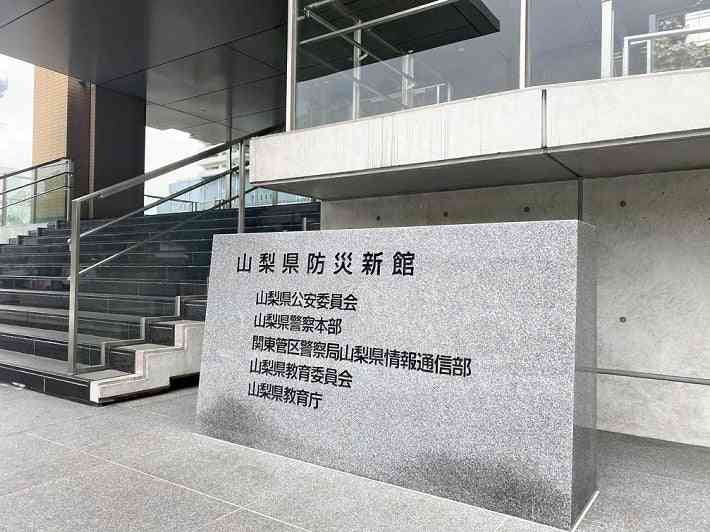 山梨県防災新館
山梨県公安委員会
山梨県警察本部
関東管区警察局山梨県情報通信部
山梨県教育委員会
山梨県教育庁